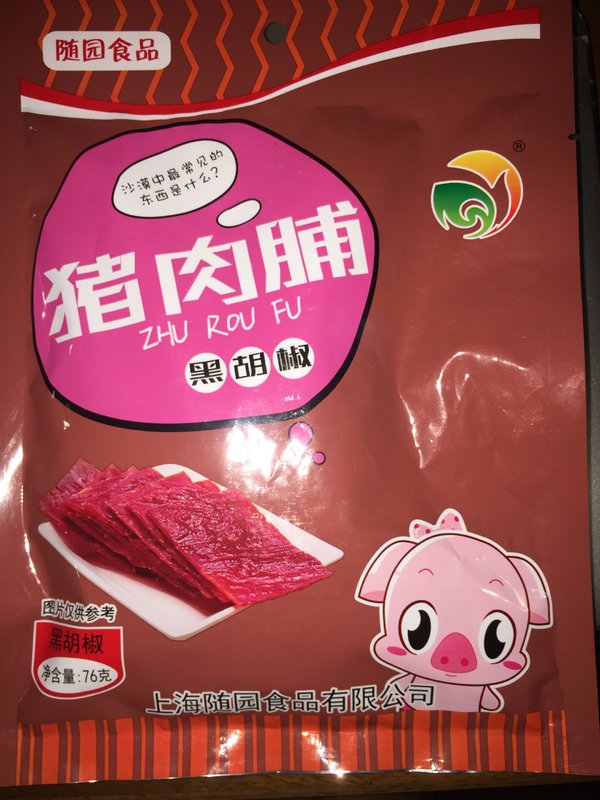 随园食品
®
沙漠中最常见的
东西是什么?
猪肉脯
ZHU ROU FU
黑胡椒
图片仅供参考
黑胡椒
净含量:76克
上海随园食品有限公司